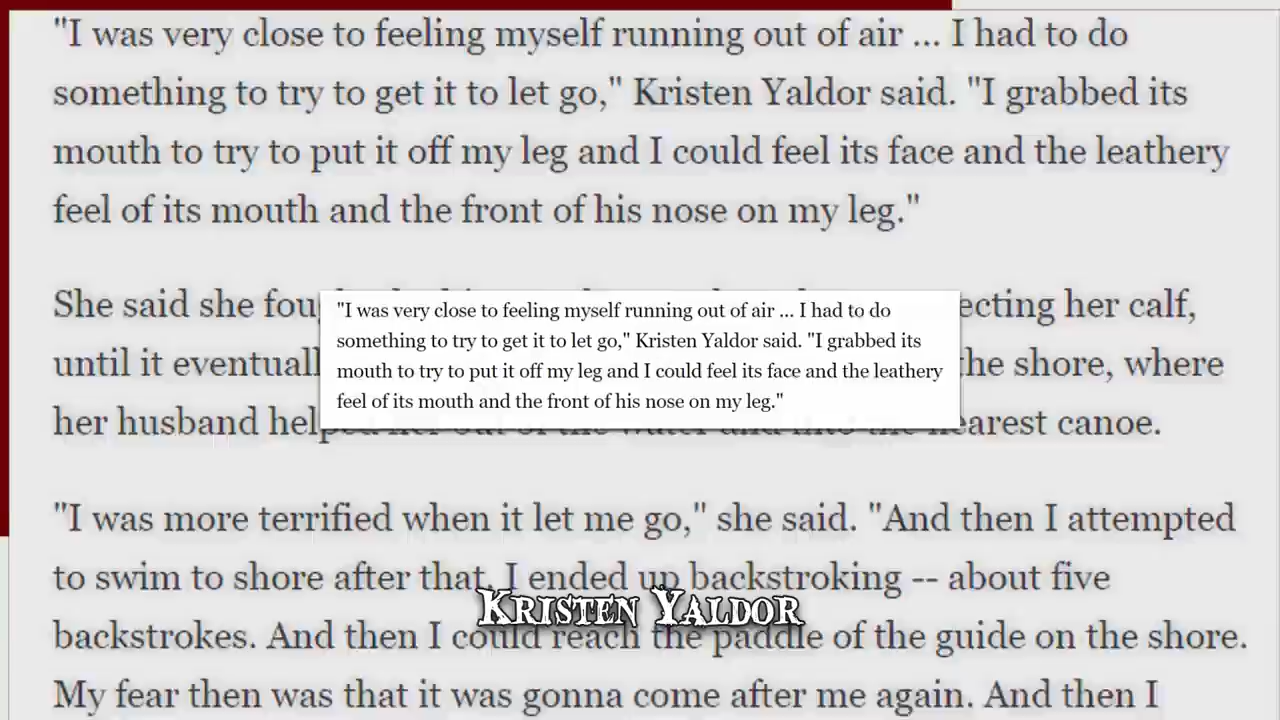 "I was very close to feeling myself running out of air ... I had to do
something to try to get it to let go," Kristen Yaldor said. "I grabbed its
mouth to try to put it off my leg and I could feel its face and the leathery
feel of its mouth and the front of his nose on my leg."
She said she ecting her calf,
until it the shore, where
her husband nearest canoe.
"I was very close to feeling myself running out of air ... I had to do
something to try to get it to let go," Kristen Yaldor said. "I grabbed its
mouth to try to put it off my leg and I could feel its face and the leathery
feel of its mouth and the front of his nose on my leg."
"I was more terrified when it let me go," she said. "And then I attempted
to swim to shore after that, I ended up backstroking -- about five
backstrokes. And then I could reach the paddle of the guide on the shore.
My fear then was that it was gonna come after me again. And then I
Kristen Yaldor